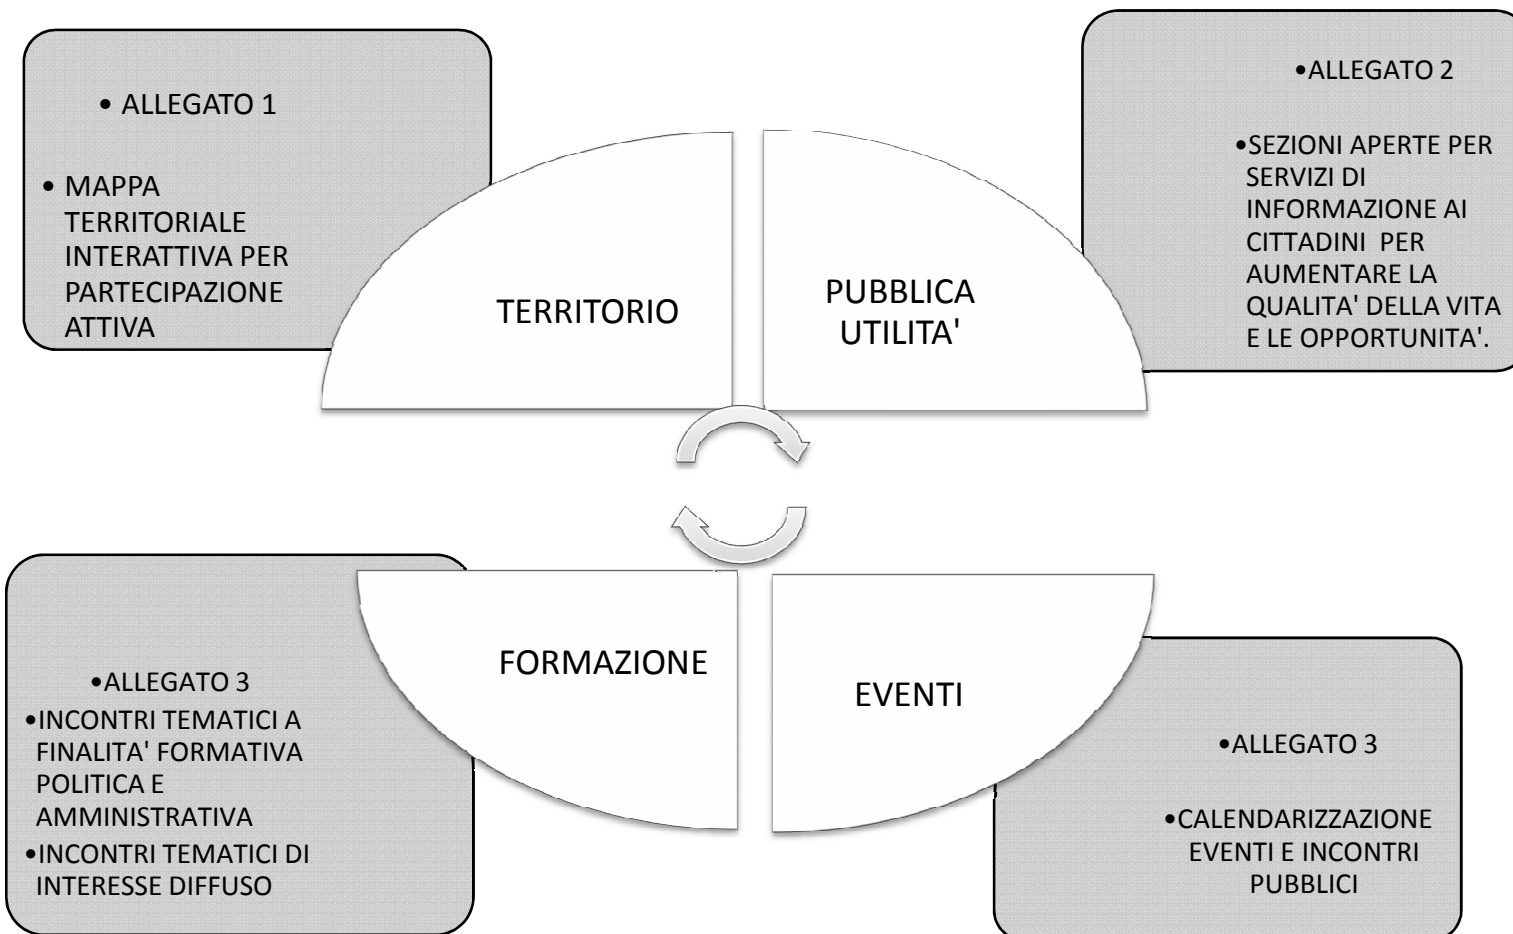 • ALLEGATO 1
• MAPPA
TERRITORIALE
INTERATTIVA PER
PARTECIPAZIONE
ATTIVA
TERRITORIO
PUBBLICA
UTILITA'
•ALLEGATO 2
•SEZIONI APERTE PER
SERVIZI DI
INFORMAZIONE AI
CITTADINI PER
AUMENTARE LA
QUALITA' DELLA VITA
E LE OPPORTUNITA'.
•ALLEGATO 3
•INCONTRI TEMATICI A
FINALITA' FORMATIVA
POLITICA E
AMMINISTRATIVA
•INCONTRI TEMATICI DI
INTERESSE DIFFUSO
FORMAZIONE
EVENTI
•ALLEGATO 3
•CALENDARIZZAZIONE
EVENTI E INCONTRI
PUBBLICI